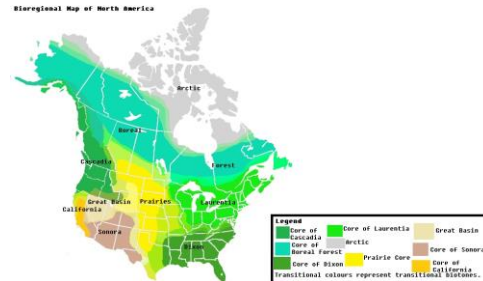 Bioregional Map of North America
Arctic
Boreal
Forest
Cascadia
Great Basin
Prairies
Laurentia
California
Sonora
Dixon
Legend
Core of Cascadia
Core of Laurentia
Great Basin
Core of Boreal Forest
Arctic
Core of Sonora
Core of Dixon
Prairie Core
Core of California
Transitional colours represent transitional biotones.